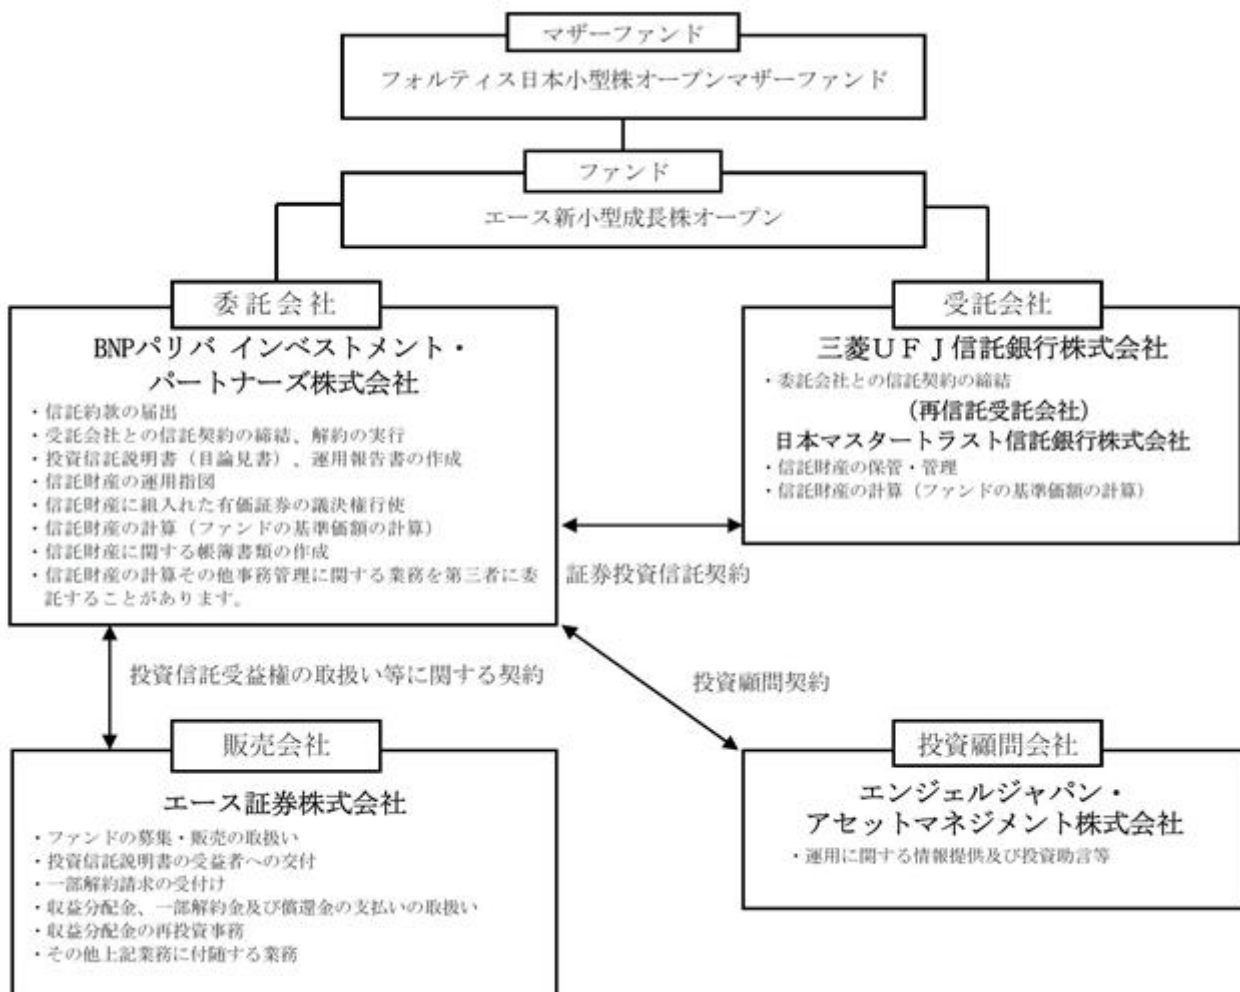 マザーファンド
フォルティス日本小型株オープンマザーファンド
ファンド
エース新小型成長株オープン
委託会社
BNPパリバ インベストメント・
パートナーズ株式会社
・信託約款の届出
・受託会社との信託契約の締結、解約の実行
・投資信託説明書（目論見書）、運用報告書の作成
・信託財産の運用指図
・信託財産に組入れた有価証券の議決権行使
・信託財産の計算（ファンドの基準価額の計算）
・信託財産に関する帳簿書類の作成
・信託財産の計算その他事務管理に関する業務を第三者に委
託することがあります。
受託会社
三菱ＵＦＪ信託銀行株式会社
・委託会社との信託契約の締結
（再信託受託会社）
日本マスタートラスト信託銀行株式会社
・信託財産の保管・管理
・信託財産の計算（ファンドの基準価額の計算）
証券投資信託契約
投資信託受益権の取扱い等に関する契約
投資顧問契約
販売会社
エース証券株式会社
・ファンドの募集・販売の取扱い
・投資信託説明書の受益者への交付
・一部解約請求の受付け
・収益分配金、一部解約金及び償還金の支払いの取扱い
・収益分配金の再投資事務
・その他上記業務に付随する業務
投資顧問会社
エンジェルジャパン・
アセットマネジメント株式会社
・運用に関する情報提供及び投資助言等